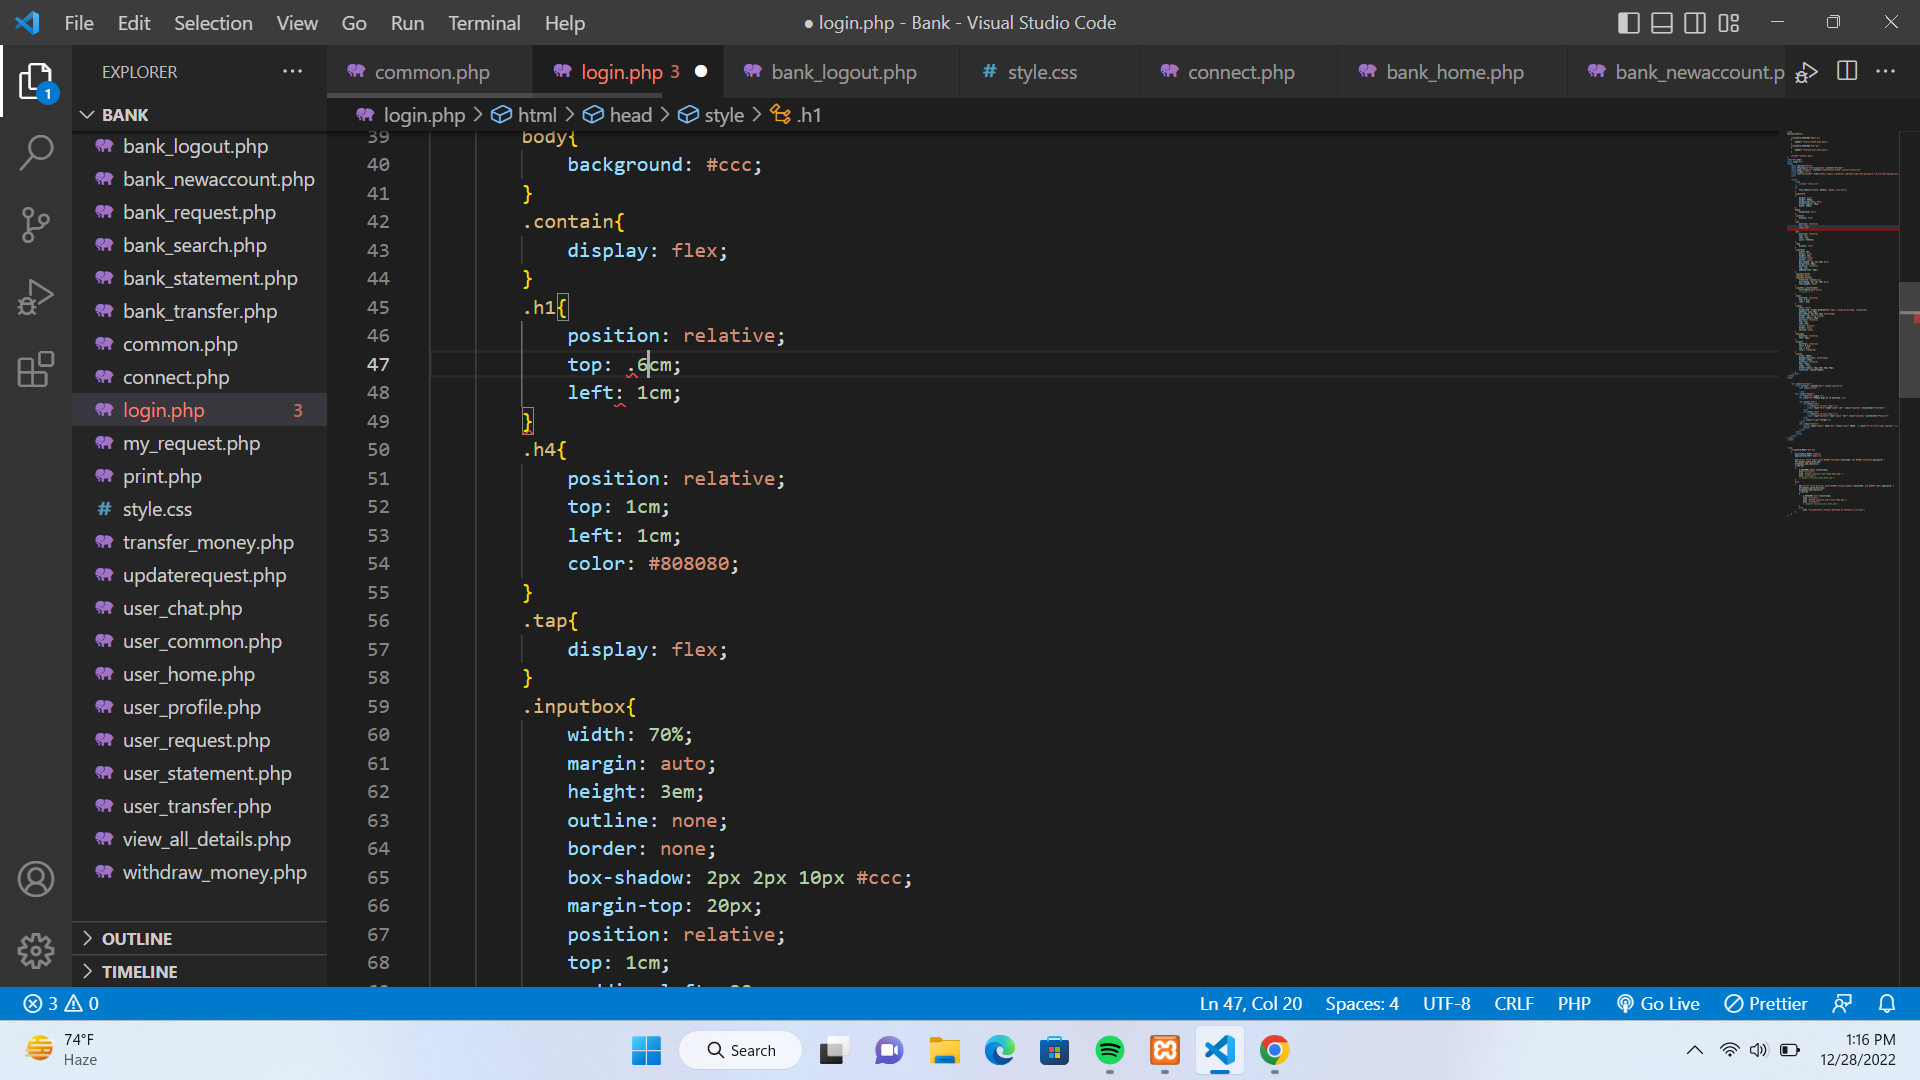 File Edit Selection View Go Run Terminal Help
● login.php - Bank - Visual Studio Code
EXPLORER ···
common.php
login.php 3 ●
bank_logout.php
# style.css
connect.php
bank_home.php
bank_newaccount.p
1
BANK
login.php > html > head > style > .h1
bank_logout.php
bank_newaccount.php
bank_request.php
bank_search.php
bank_statement.php
bank_transfer.php
common.php
connect.php
login.php 3
my_request.php
print.php
# style.css
transfer_money.php
updaterequest.php
user_chat.php
user_common.php
user_home.php
user_profile.php
user_request.php
user_statement.php
user_transfer.php
view_all_details.php
withdraw_money.php
OUTLINE
TIMELINE
39 body{
40 background: #ccc;
41 }
42 .contain{
43 display: flex;
44 }
45 .h1{
46 position: relative;
47 top: .6cm;
48 left: 1cm;
49 }
50 .h4{
51 position: relative;
52 top: 1cm;
53 left: 1cm;
54 color: #808080;
55 }
56 .tap{
57 display: flex;
58 }
59 .inputbox{
60 width: 70%;
61 margin: auto;
62 height: 3em;
63 outline: none;
64 border: none;
65 box-shadow: 2px 2px 10px #ccc;
66 margin-top: 20px;
67 position: relative;
68 top: 1cm;
3 0
Ln 47, Col 20 Spaces: 4 UTF-8 CRLF PHP Go Live Prettier
74°F
Haze
Search
1:16 PM
12/28/2022